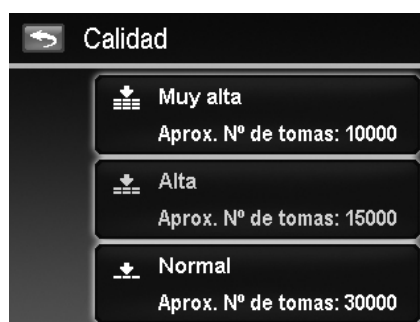 Calidad
Muy alta
Aprox. Nº de tomas: 10000
Alta
Aprox. Nº de tomas: 15000
Normal
Aprox. Nº de tomas: 30000